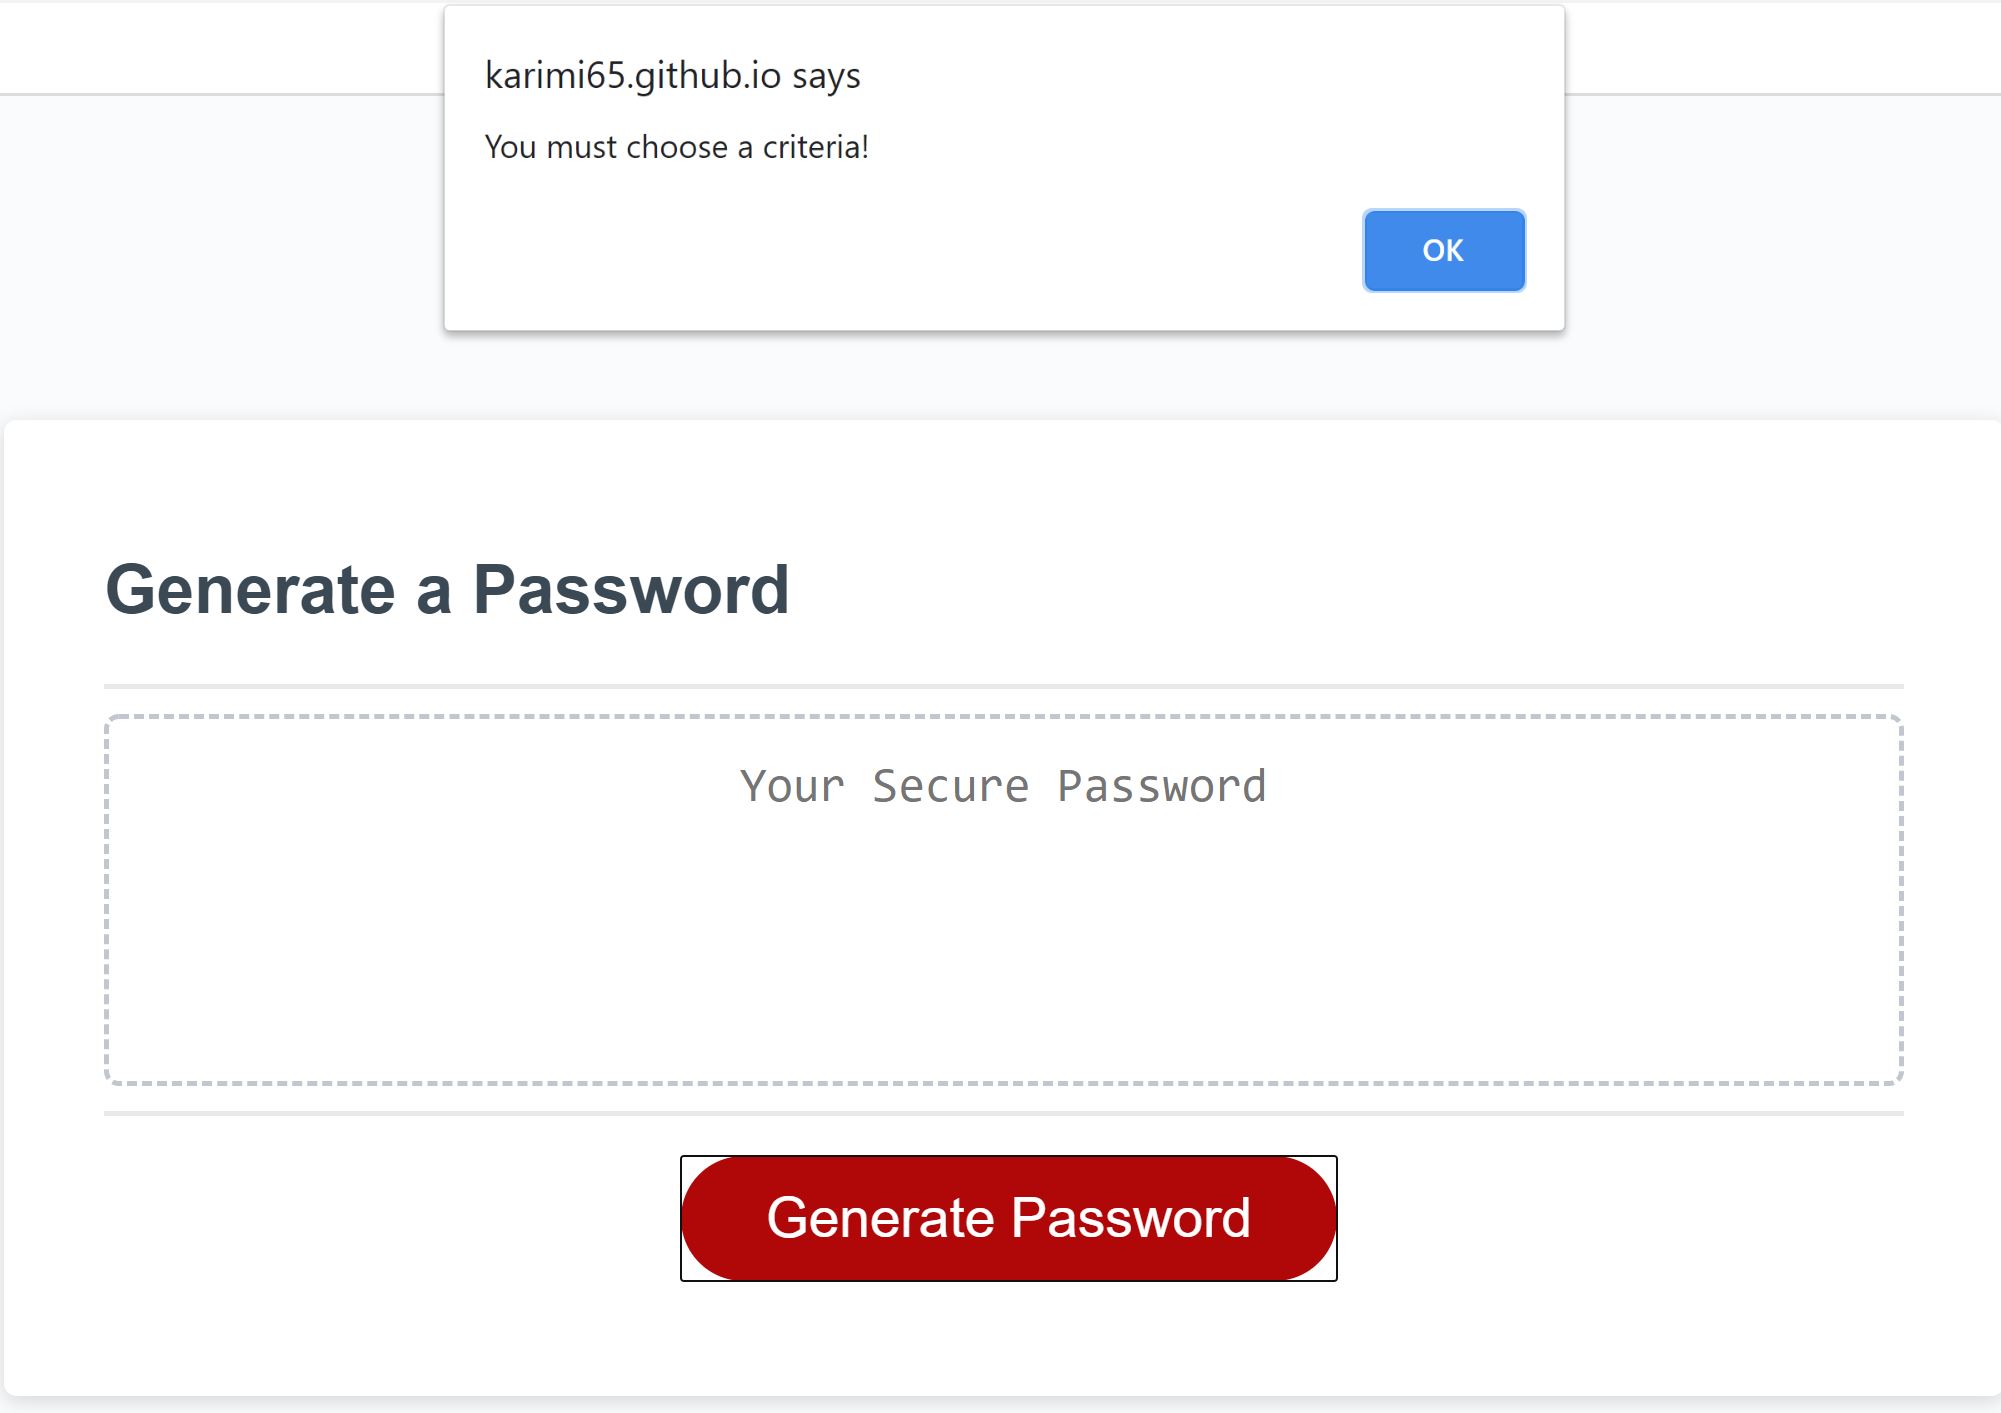 karimi65.github.io says
You must choose a criteria!
OK
Generate a Password
Your Secure Password
Generate Password